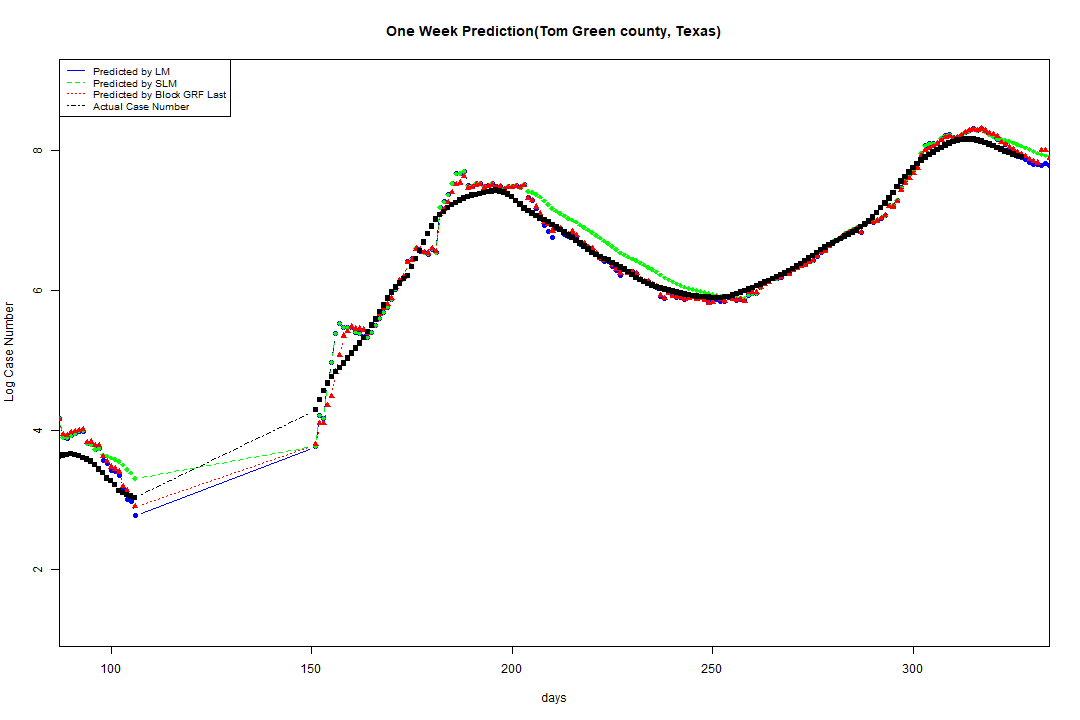 One Week Prediction(Tom Green county, Texas)
Predicted by LM
Predicted by SLM
Predicted by Block GRF Last
Actual Case Number
8
6
4
2
Log Case Number
100 150 200 250 300
days